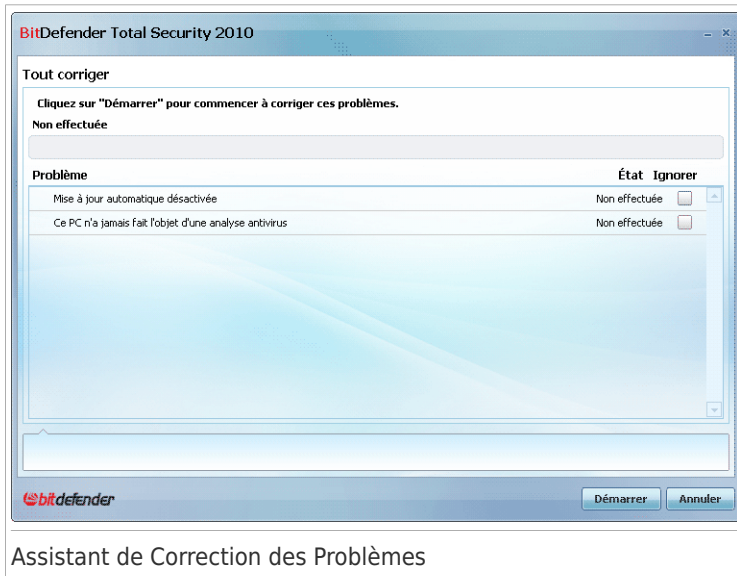 BitDefender Total Security 2010
Tout corriger
Cliquez sur "Démarrer" pour commencer à corriger ces problèmes.
Non effectuée
Problème État Ignorer
Mise à jour automatique désactivée Non effectuée
Ce PC n'a jamais fait l'objet d'une analyse antivirus Non effectuée
bitdefender Démarrer Annuler
Assistant de Correction des Problèmes